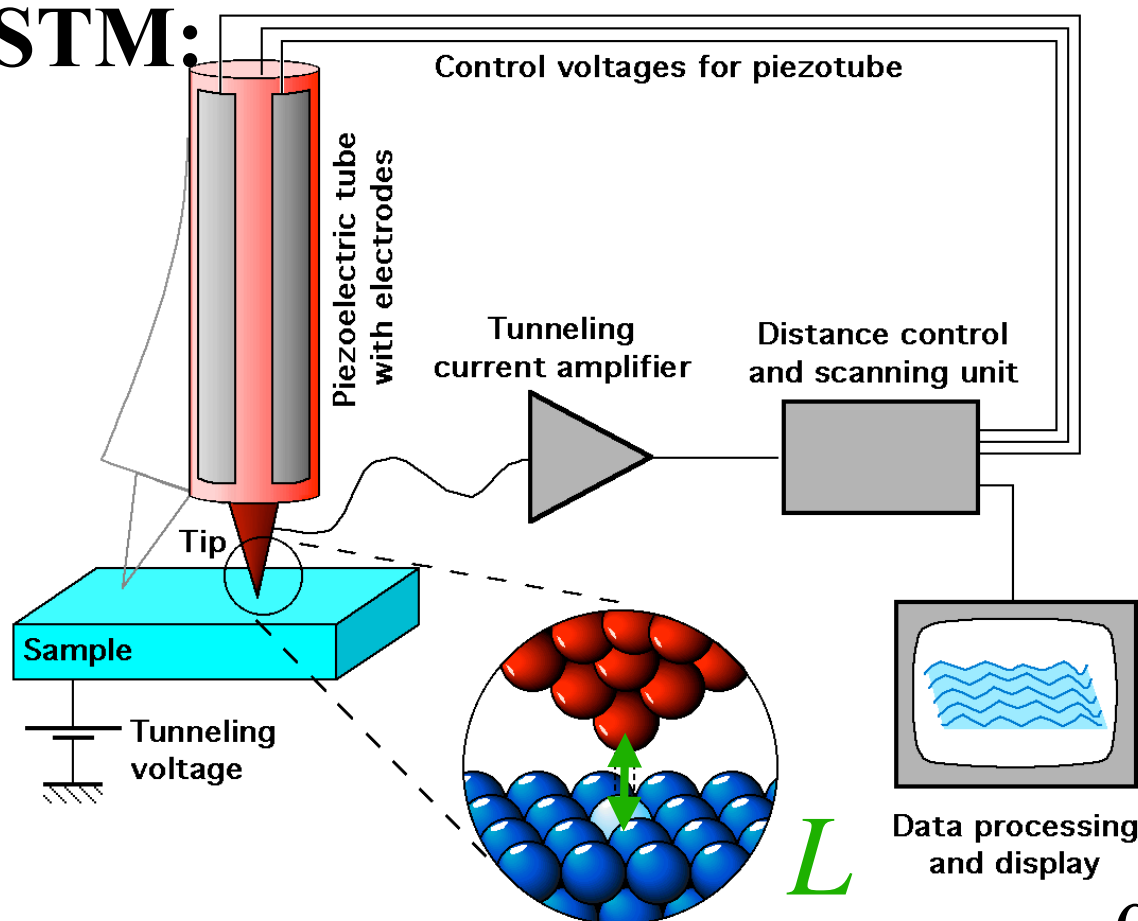 STM:
Control voltages for piezotube
Piezoelectric tube
with electrodes
Tunneling
current amplifier
Distance control
and scanning unit
Tip
Sample
Tunneling
voltage
L
Data processing
and display